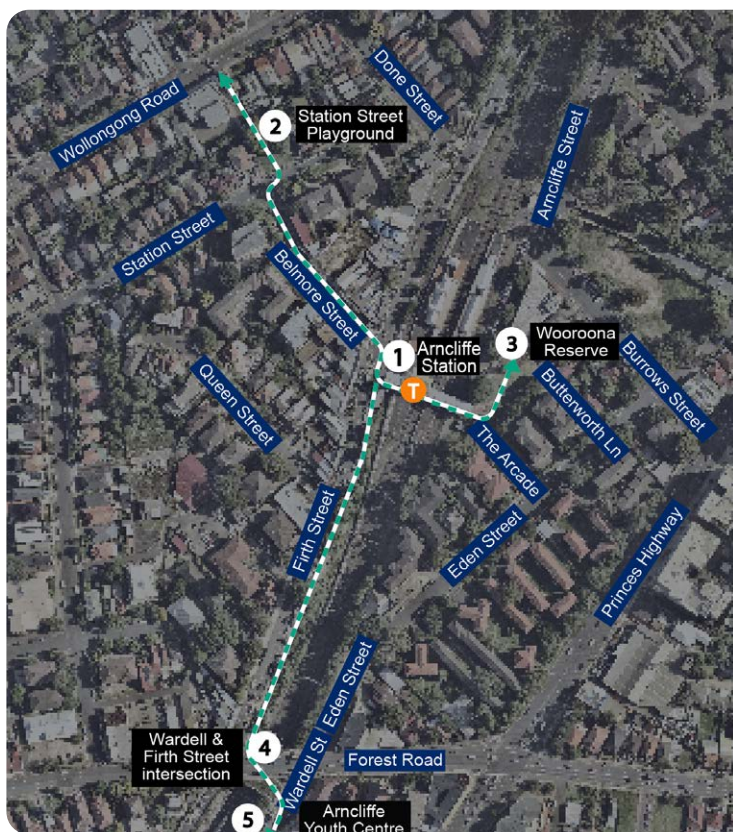 Done Street
Wollongong Road
2
Station Street
Playground
Arncliffe Street
Station Street
Belmore Street
1
Arncliffe
Station
3
Wooroona
Reserve
T
Burrows Street
Butterworth Ln
Queen Street
The Arcade
Firth Street
Eden Street
Princes Highway
Eden Street
Wardell &
Firth Street
intersection
4
Wardell St
Forest Road
5
Arncliffe
Youth Centre